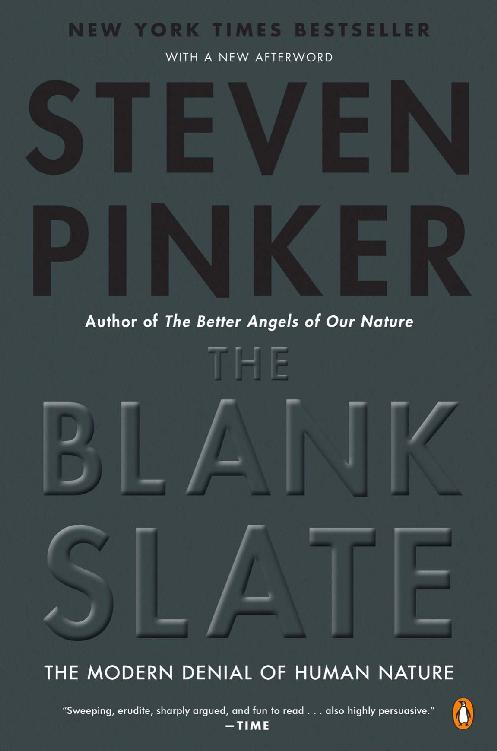 NEW YORK TIMES BESTSELLER
WITH A NEW AFTERWORD
STEVEN
PINKER
Author of The Better Angels of Our Nature
THE
BLANK
SLATE
THE MODERN DENIAL OF HUMAN NATURE
“Sweeping, erudite, sharply argued, and fun to read . . . also highly persuasive.”
—TIME